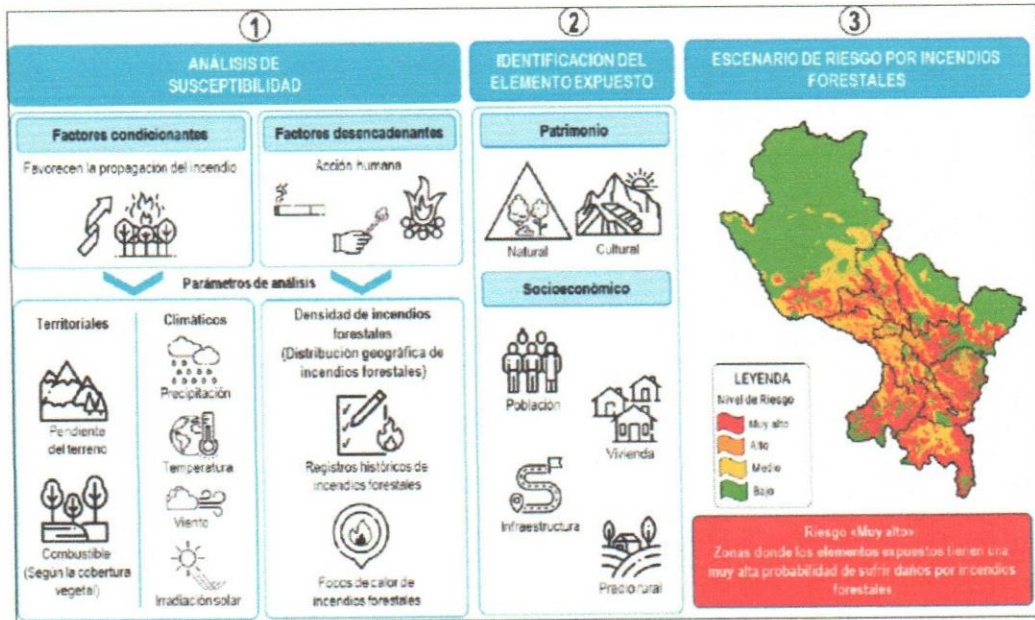 1
ANÁLISIS DE
SUSCEPTIBILIDAD
Factores condicionantes
Favorecen la propagación del incendio
Factores desencadenantes
Acción humana
Parámetros de análisis
Territoriales
Pendiente
del terreno
Combustible
(Según la cobertura
vegetal)
Climáticos
Precipitación
Temperatura
Viento
Irradiación solar
Densidad de incendios
forestales
(Distribución geográfica de
incendios forestales)
Registros históricos de
incendios forestales
Focos de calor de
incendios forestales
2
IDENTIFICACIÓN DEL
ELEMENTO EXPUESTO
Patrimonio
Natural
Cultural
Socioeconómico
Población
Vivienda
Infraestructura
Predio rural
3
ESCENARIO DE RIESGO POR INCENDIOS
FORESTALES
LEYENDA
Nivel de Riesgo
Muy alto
Alto
Medio
Bajo
Riesgo «Muy alto»
Zonas donde los elementos expuestos tienen una
muy alta probabilidad de sufrir daños por incendios
forestales